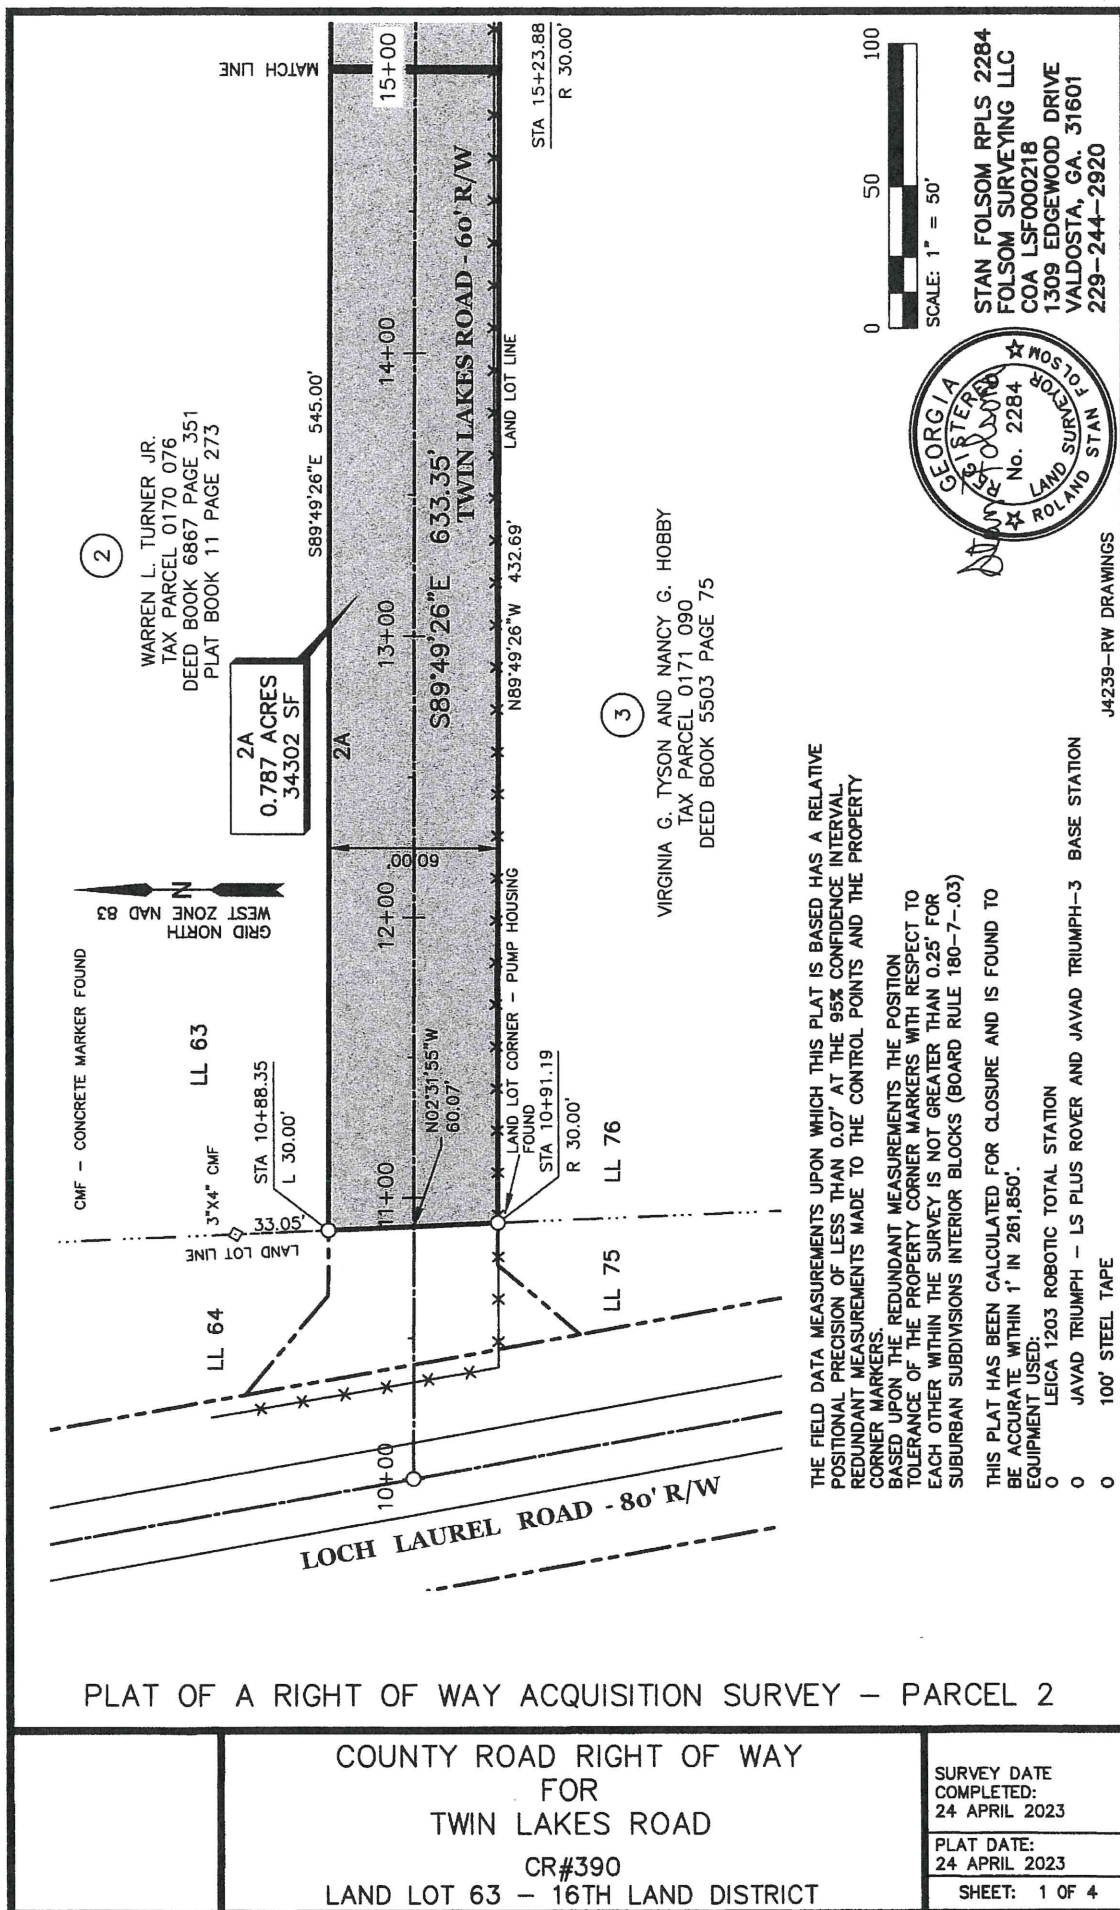 CMF - CONCRETE MARKER FOUND
GRID NORTH
WEST ZONE NAD 83
N
2
WARREN L. TURNER JR.
TAX PARCEL 0170 076
DEED BOOK 6867 PAGE 351
PLAT BOOK 11 PAGE 273
2A
0.787 ACRES
34302 SF
MATCH LINE
LL 64
LL 63
3"X4" CMF
33.05'
LAND LOT LINE
STA 10+88.35
L 30.00'
S89°49'26"E 545.00'
2A
10+00
11+00
12+00
13+00
14+00
15+00
60.00'
N02°31'55"W
60.07'
S89°49'26"E 633.35'
TWIN LAKES ROAD - 60' R/W
LAND LOT CORNER - PUMP HOUSING
FOUND
STA 10+91.19
R 30.00'
N89°49'26"W 432.69'
LAND LOT LINE
STA 15+23.88
R 30.00'
LL 75
LL 76
LOCH LAUREL ROAD - 80' R/W
3
VIRGINIA G. TYSON AND NANCY G. HOBBY
TAX PARCEL 0171 090
DEED BOOK 5503 PAGE 75
THE FIELD DATA MEASUREMENTS UPON WHICH THIS PLAT IS BASED HAS A RELATIVE
POSITIONAL PRECISION OF LESS THAN 0.07' AT THE 95% CONFIDENCE INTERVAL.
REDUNDANT MEASUREMENTS MADE TO THE CONTROL POINTS AND THE PROPERTY
CORNER MARKERS.
BASED UPON THE REDUNDANT MEASUREMENTS THE POSITION
TOLERANCE OF THE PROPERTY CORNER MARKERS WITH RESPECT TO
EACH OTHER WITHIN THE SURVEY IS NOT GREATER THAN 0.25' FOR
SUBURBAN SUBDIVISIONS INTERIOR BLOCKS (BOARD RULE 180-7-.03)
THIS PLAT HAS BEEN CALCULATED FOR CLOSURE AND IS FOUND TO
BE ACCURATE WITHIN 1' IN 261,850'.
EQUIPMENT USED:
O LEICA 1203 ROBOTIC TOTAL STATION
O JAVAD TRIUMPH - LS PLUS ROVER AND JAVAD TRIUMPH-3 BASE STATION
O 100' STEEL TAPE
J4239-RW DRAWINGS
0 50 100
SCALE: 1" = 50'
GEORGIA
REGISTERED
No. 2284
LAND SURVEYOR
ROLAND STAN FOLSOM
STAN FOLSOM RPLS 2284
FOLSOM SURVEYING LLC
COA LSF000218
1309 EDGEWOOD DRIVE
VALDOSTA, GA. 31601
229-244-2920
PLAT OF A RIGHT OF WAY ACQUISITION SURVEY - PARCEL 2
COUNTY ROAD RIGHT OF WAY
FOR
TWIN LAKES ROAD
CR#390
LAND LOT 63 - 16TH LAND DISTRICT
SURVEY DATE
COMPLETED:
24 APRIL 2023
PLAT DATE:
24 APRIL 2023
SHEET: 1 OF 4